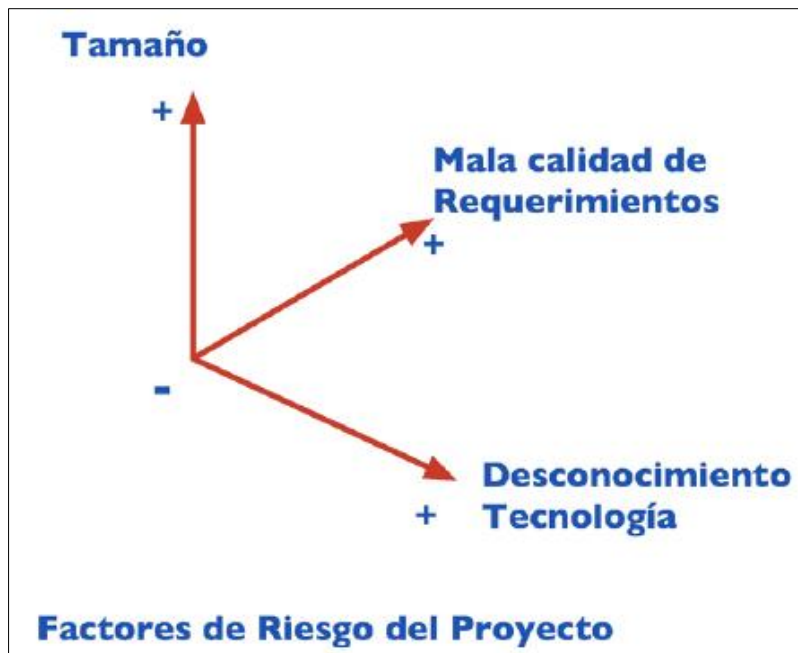 Tamaño
+
Mala calidad de
Requerimientos
+
-
Desconocimiento
+ Tecnología
Factores de Riesgo del Proyecto